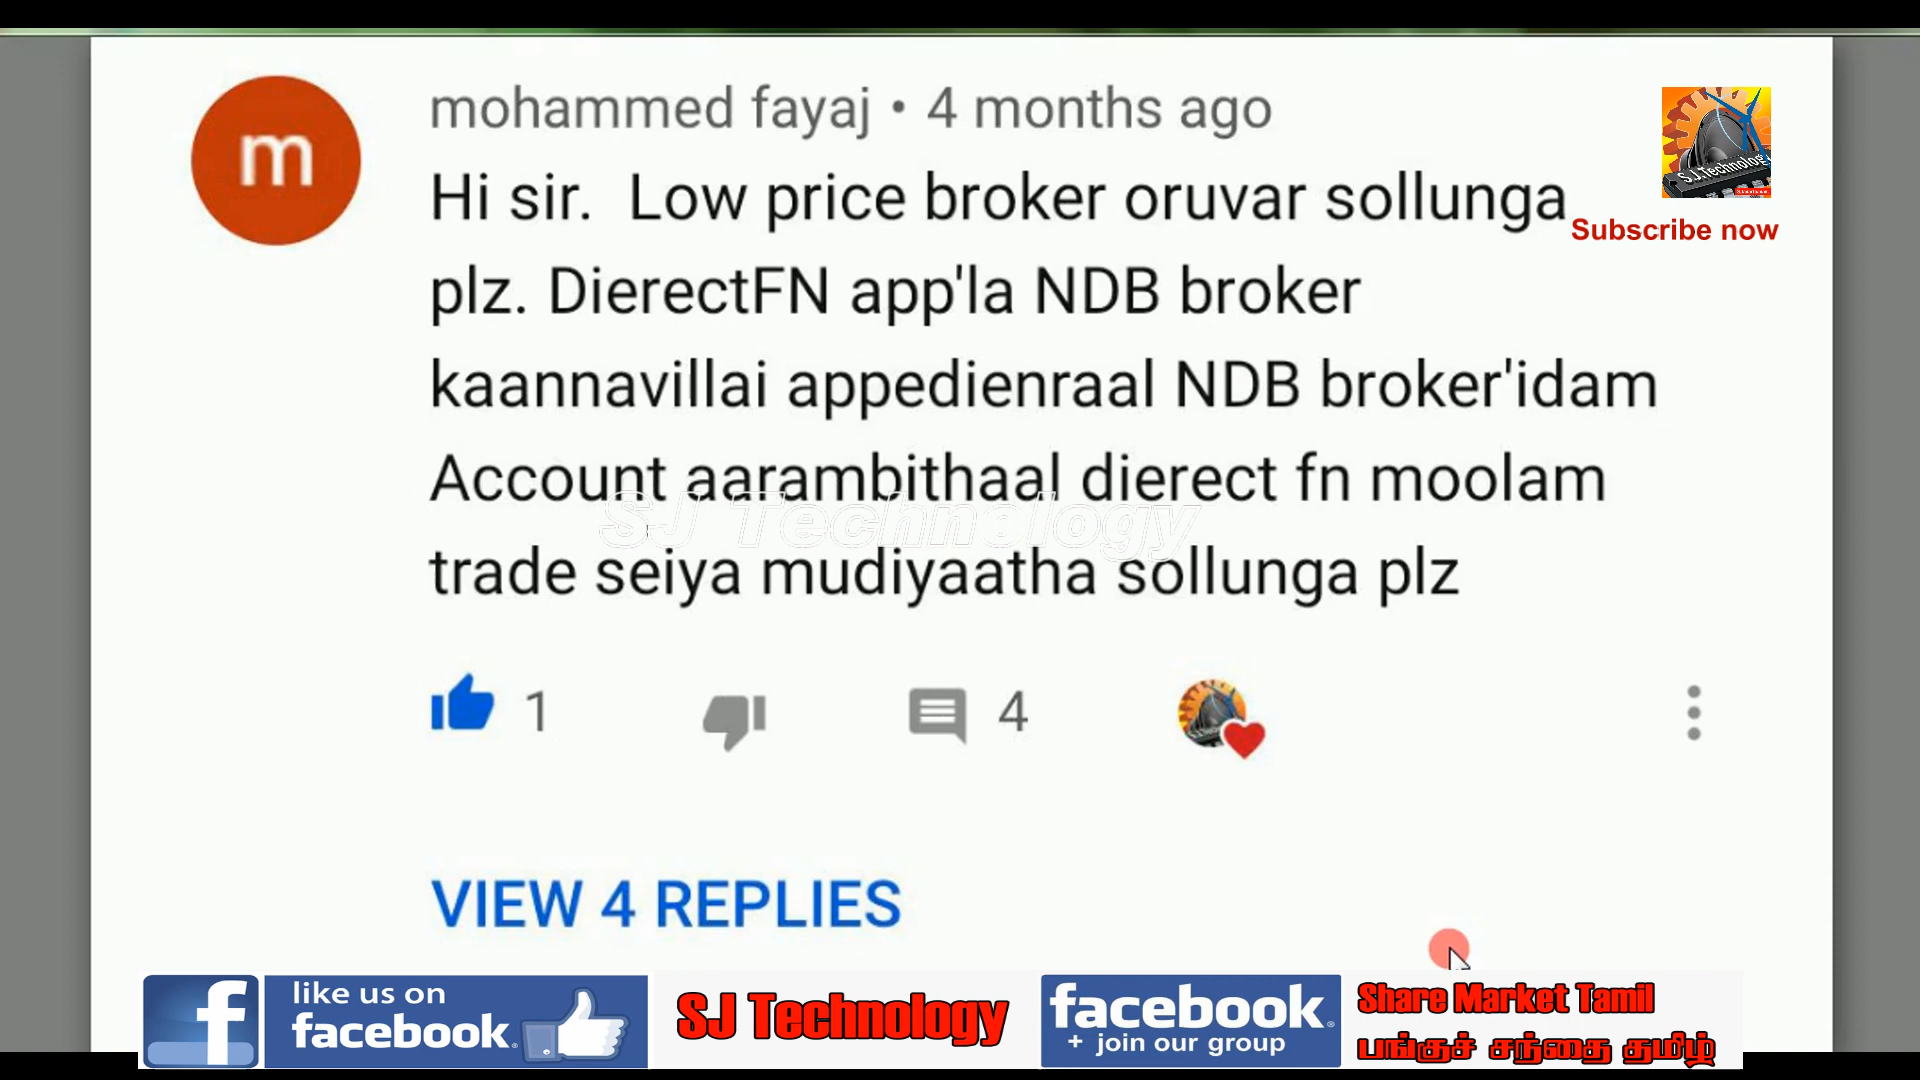 mohammed fayaj • 4 months ago
m
Hi sir. Low price broker oruvar sollunga
plz. DierectFN app'la NDB broker
kaannavillai appedienraal NDB broker'idam
Account aarambithaal dierect fn moolam
trade seiya mudiyaatha sollunga plz
S.J.Technology
Subscribe now
SJ Technology
1
4
VIEW 4 REPLIES
f
like us on
facebook
SJ Technology
facebook
+ join our group
Share Market Tamil
பங்குச் சந்தை தமிழ்